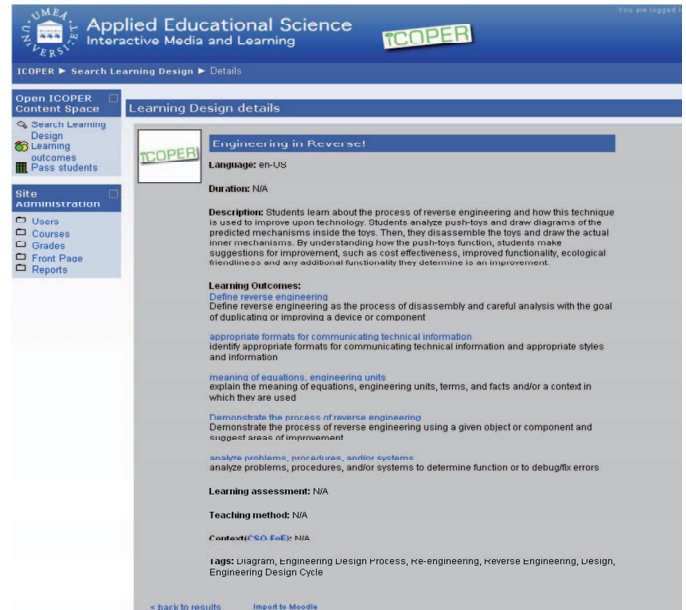 You are logged i
UMEA UNIVERSITET
Applied Educational Science
Interactive Media and Learning
ICOPER
ICOPER ► Search Learning Design ► Details
Open ICOPER
Content Space
Search Learning
Design
Learning
outcomes
Pass students
Site
Administration
Users
Courses
Grades
Front Page
Reports
Learning Design details
ICOPER
Engineering in Reverse!
Language: en-US
Duration: N/A
Description: Students learn about the process of reverse engineering and how this technique
is used to improve upon technology. Students analyze push-toys and draw diagrams of the
predicted mechanisms inside the toys. Then, they disassemble the toys and draw the actual
inner mechanisms. By understanding how the push-toys function, students make
suggestions for improvement, such as cost effectiveness, improved functionality, ecological
friendliness and any additional functionality they determine is an improvement.
Learning Outcomes:
Define reverse engineering
Define reverse engineering as the process of disassembly and careful analysis with the goal
of duplicating or improving a device or component
appropriate formats for communicating technical information
identify appropriate formats for communicating technical information and appropriate styles
and information
meaning of equations, engineering units
explain the meaning of equations, engineering units, terms, and facts and/or a context in
which they are used
Demonstrate the process of reverse engineering
Demonstrate the process of reverse engineering using a given object or component and
suggest areas of improvement
analyze problems, procedures, and/or systems
analyze problems, procedures, and/or systems to determine function or to debug/fix errors
Learning assessment: N/A
Teaching method: N/A
Context(CSO-FoE): N/A
Tags: Diagram, Engineering Design Process, Re-engineering, Reverse Engineering, Design,
Engineering Design Cycle
< back to results Import to Moodle